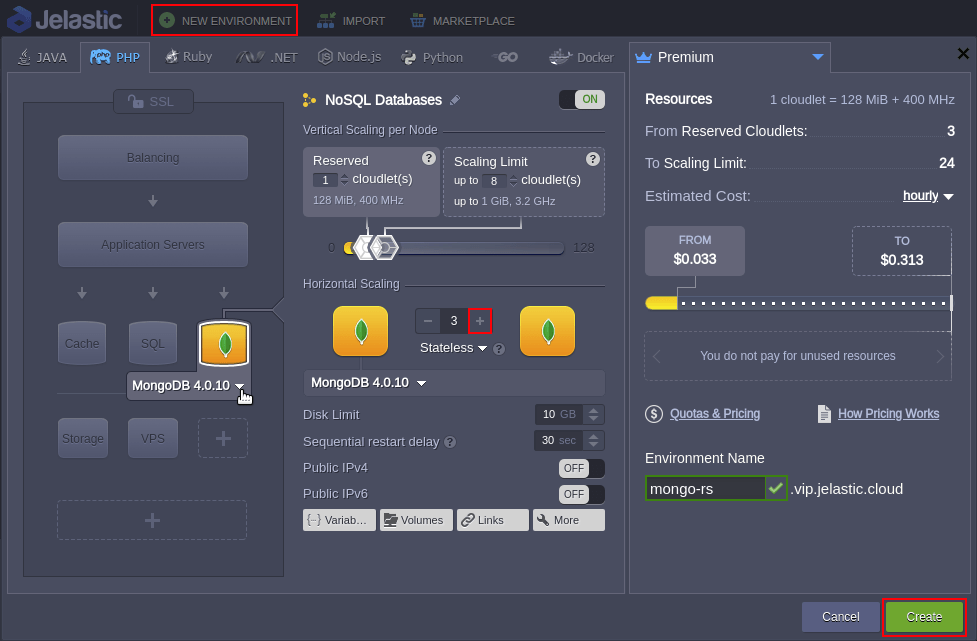 Jelastic
NEW ENVIRONMENT
IMPORT
MARKETPLACE
JAVA
PHP
Ruby
.NET
Node.js
Python
GO
Docker
Premium
SSL
Balancing
Application Servers
Cache
SQL
MongoDB 4.0.10
Storage
VPS
NoSQL Databases
ON
Vertical Scaling per Node
Reserved
?
1 cloudlet(s)
128 MiB, 400 MHz
Scaling Limit
?
up to 8 cloudlet(s)
up to 1 GiB, 3.2 GHz
0
128
Horizontal Scaling
3
Stateless
?
MongoDB 4.0.10
Disk Limit
10 GB
Sequential restart delay ?
30 sec
Public IPv4
OFF
Public IPv6
OFF
Variab...
Volumes
Links
More
Resources
1 cloudlet = 128 MiB + 400 MHz
From Reserved Cloudlets: 3
To Scaling Limit: 24
Estimated Cost: hourly
FROM
$0.033
TO
$0.313
You do not pay for unused resources
$ Quotas & Pricing
How Pricing Works
Environment Name
mongo-rs
.vip.jelastic.cloud
Cancel
Create